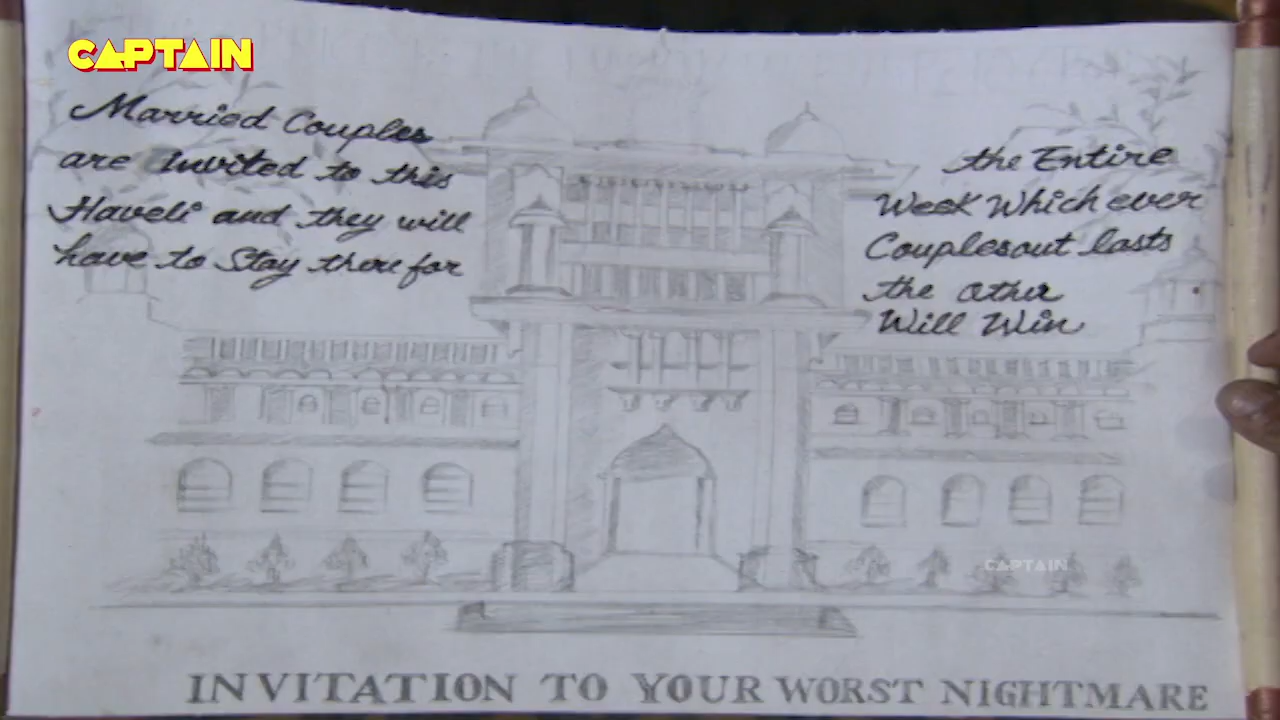 CAPTAIN
Married Couples
are Invited to this
Haveli and they will
have to Stay there for
the Entire
Week Which ever
Couplesout lasts
the Other
Will Win
CAPTAIN
INVITATION TO YOUR WORST NIGHTMARE